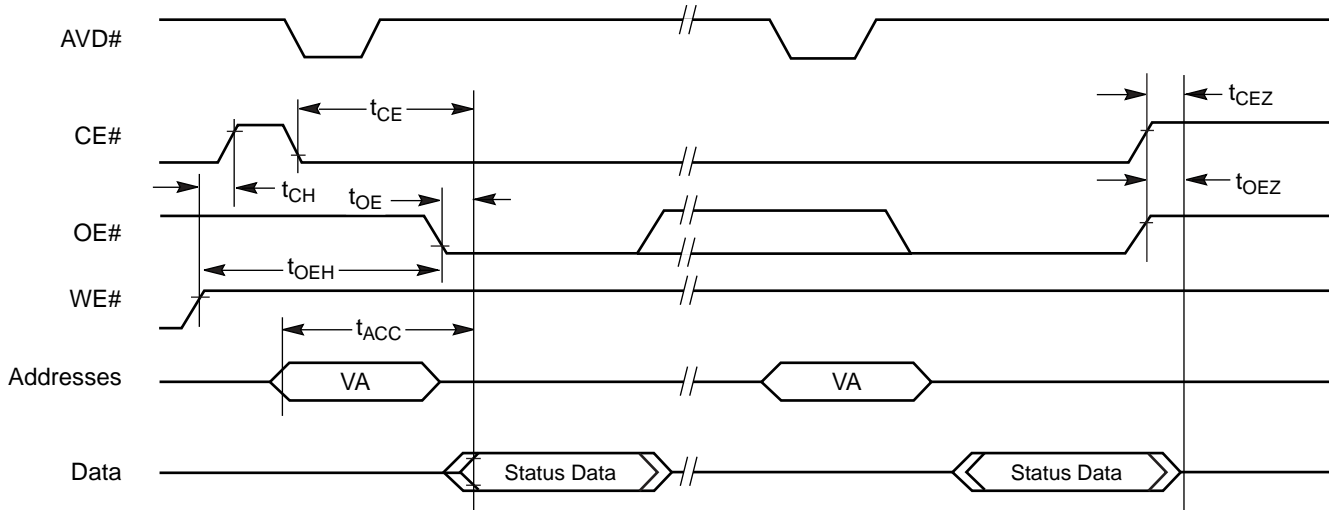 AVD#
tCE
tCEZ
CE#
tCH
tOE
tOEZ
OE#
tOEH
WE#
tACC
Addresses
VA
VA
Data
Status Data
Status Data